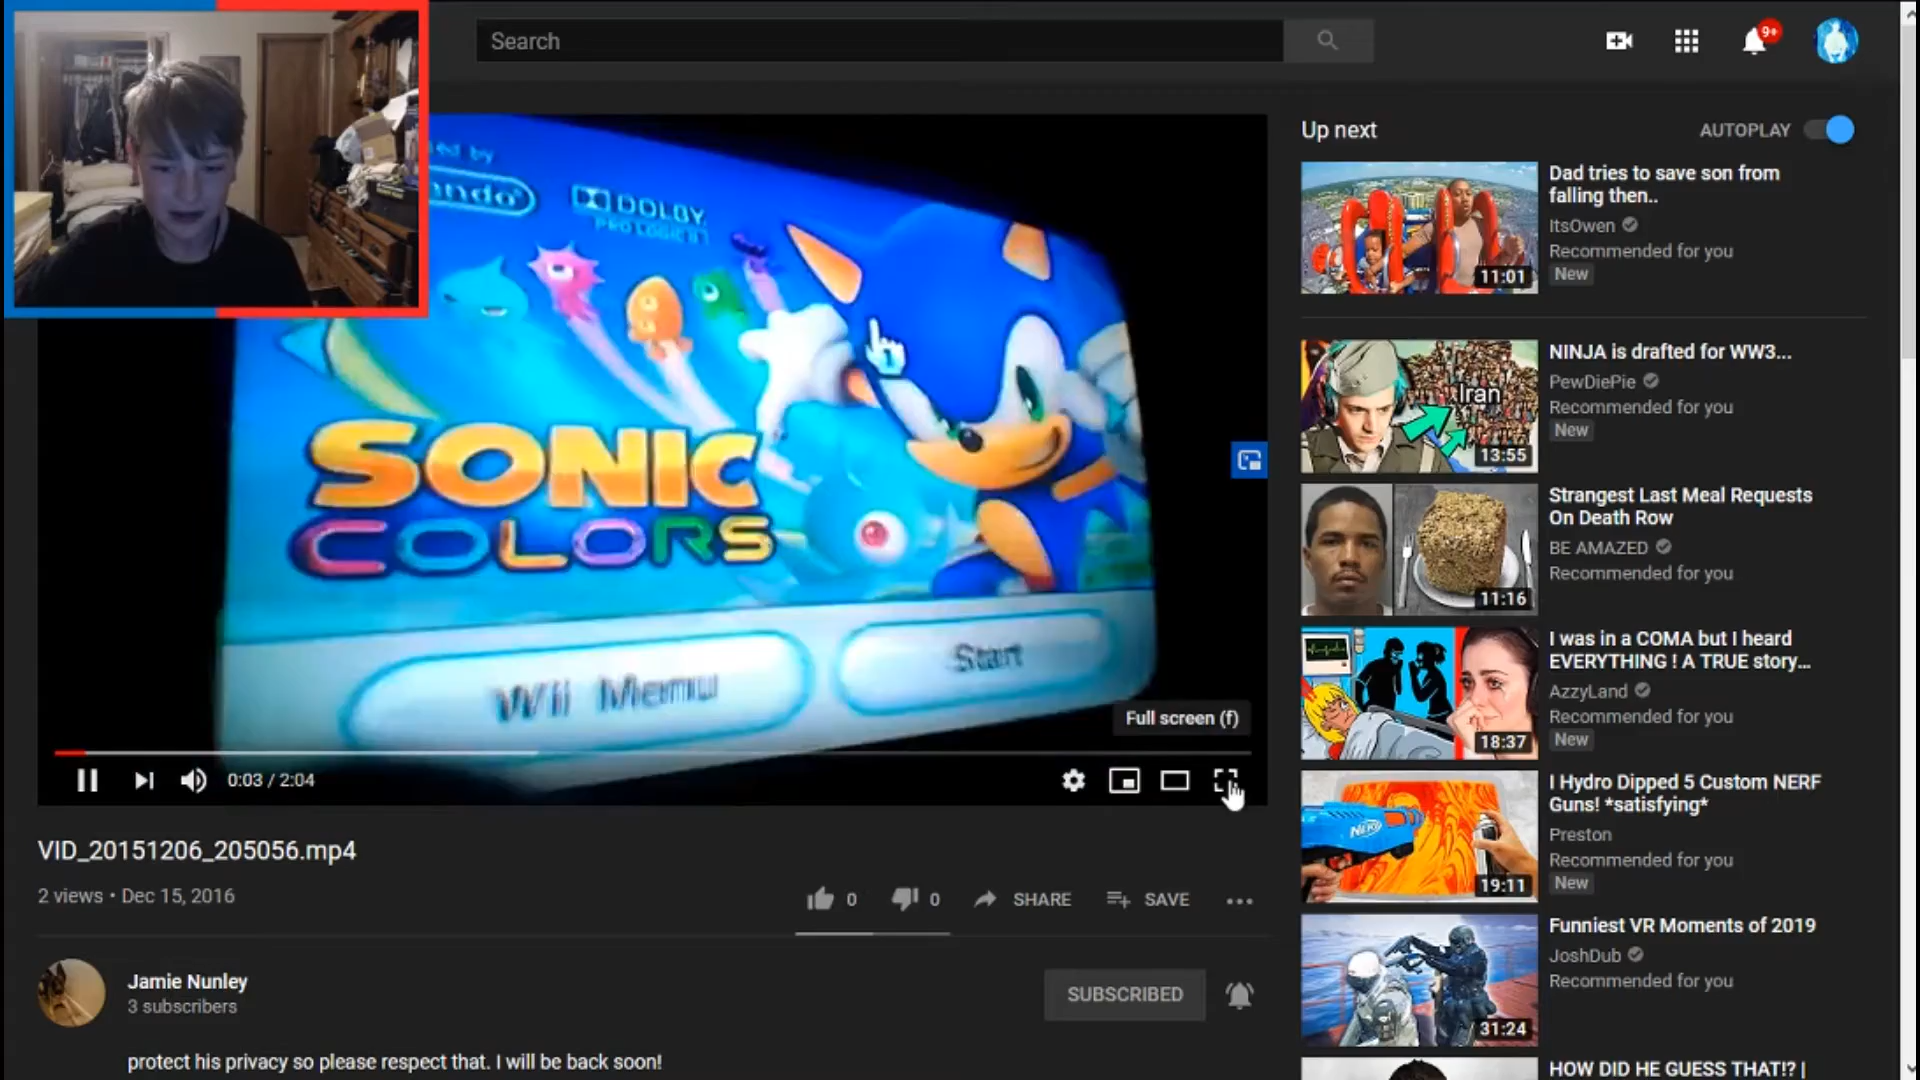 Search
9+
DOLBY
PRO LOGIC II
SONIC
COLORS
Wii Menu
Start
Full screen (f)
0:03 / 2:04
VID_20151206_205056.mp4
2 views • Dec 15, 2016
0
0
SHARE
SAVE
Jamie Nunley
3 subscribers
SUBSCRIBED
protect his privacy so please respect that. I will be back soon!
Up next
AUTOPLAY
11:01
Dad tries to save son from
falling then..
ItsOwen
Recommended for you
New
Iran
13:55
NINJA is drafted for WW3...
PewDiePie
Recommended for you
New
11:16
Strangest Last Meal Requests
On Death Row
BE AMAZED
Recommended for you
18:37
I was in a COMA but I heard
EVERYTHING ! A TRUE story...
AzzyLand
Recommended for you
New
NERF
19:11
I Hydro Dipped 5 Custom NERF
Guns! *satisfying*
Preston
Recommended for you
New
31:24
Funniest VR Moments of 2019
JoshDub
Recommended for you
HOW DID HE GUESS THAT!? |